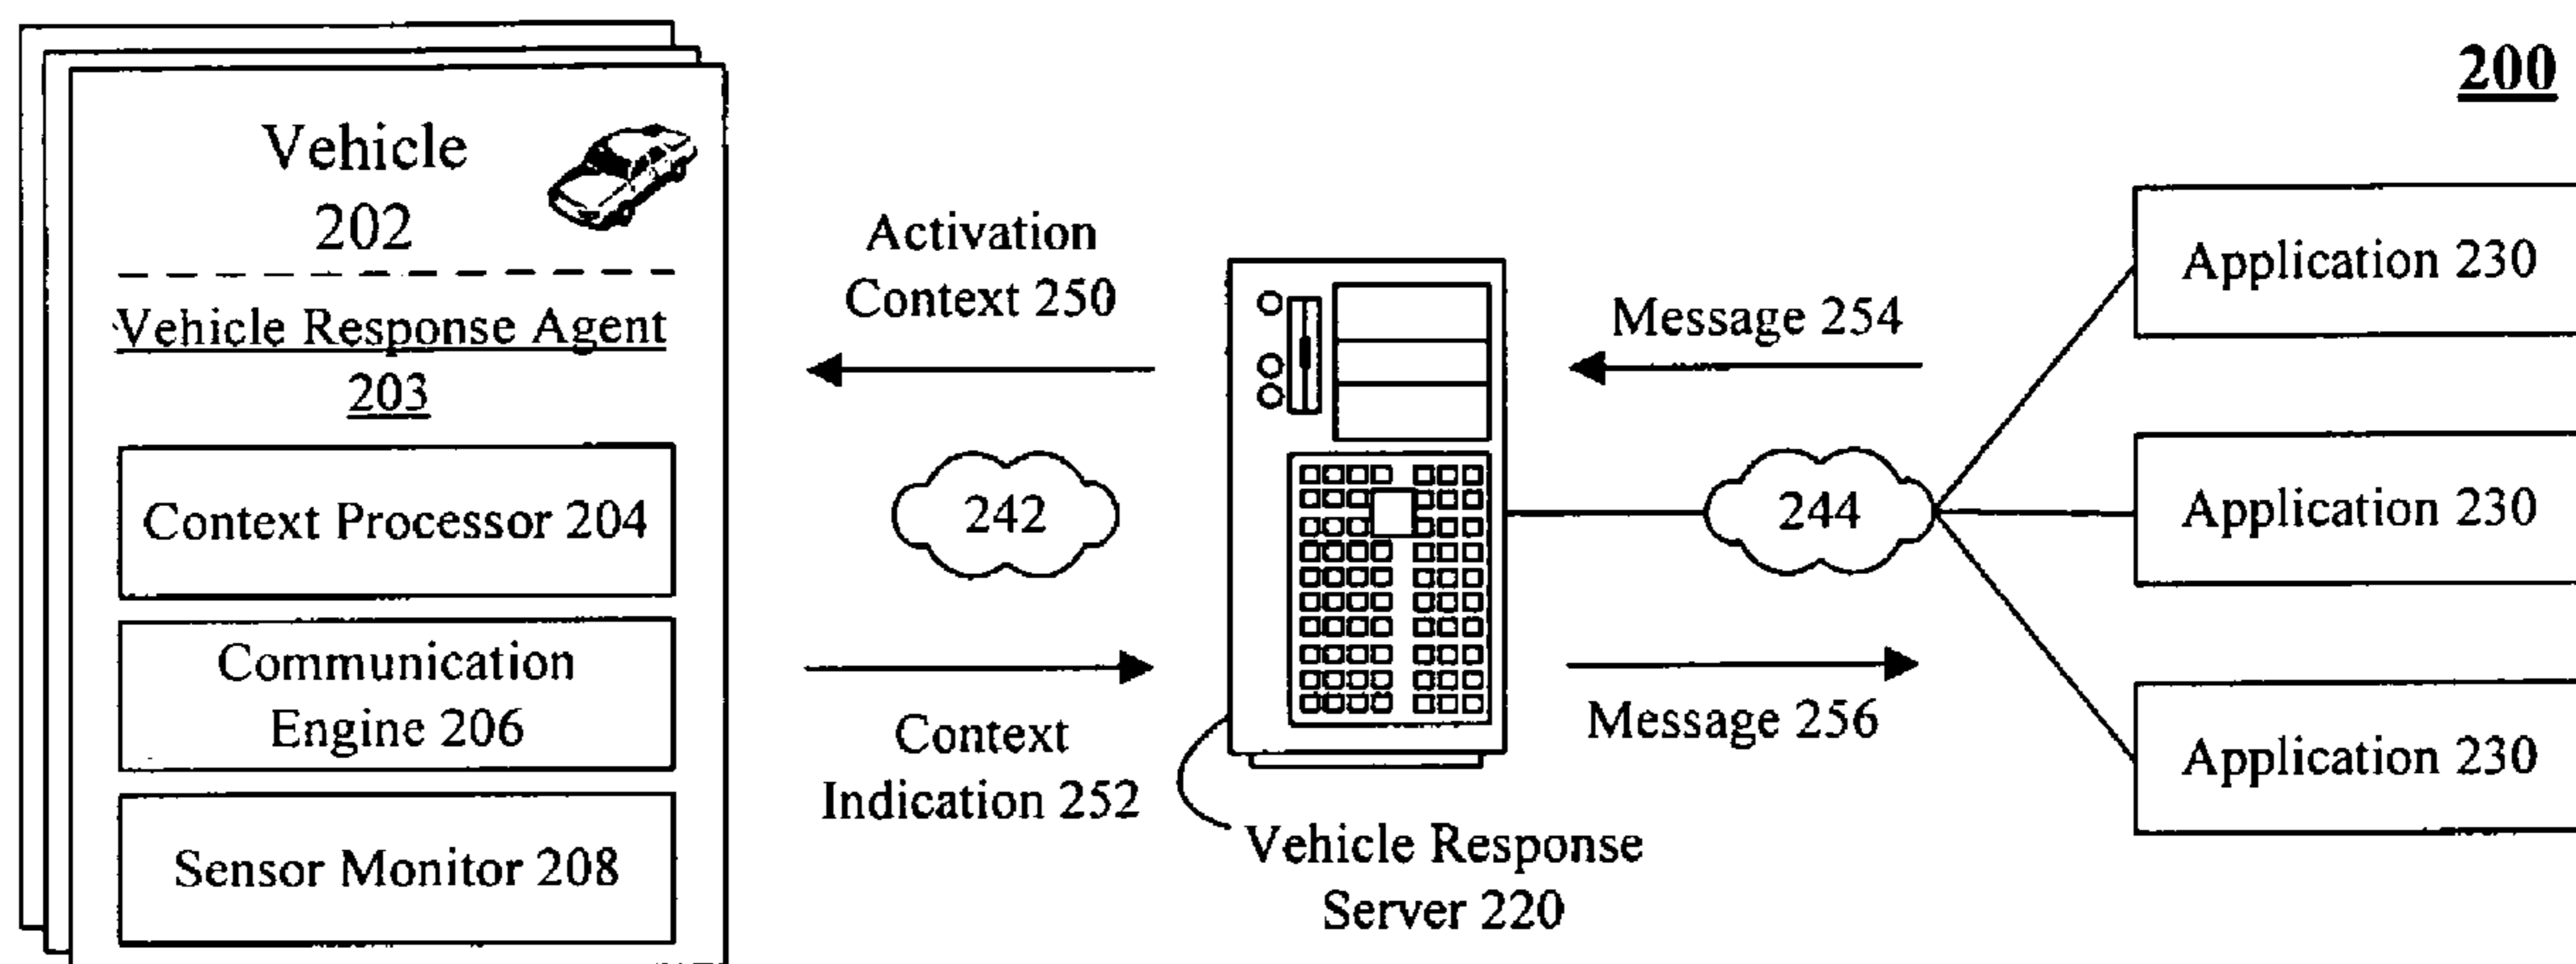 200
Vehicle
202
Vehicle Response Agent
203
Context Processor 204
Communication
Engine 206
Sensor Monitor 208
Activation
Context 250
242
Context
Indication 252
Vehicle Response
Server 220
Message 254
244
Message 256
Application 230
Application 230
Application 230